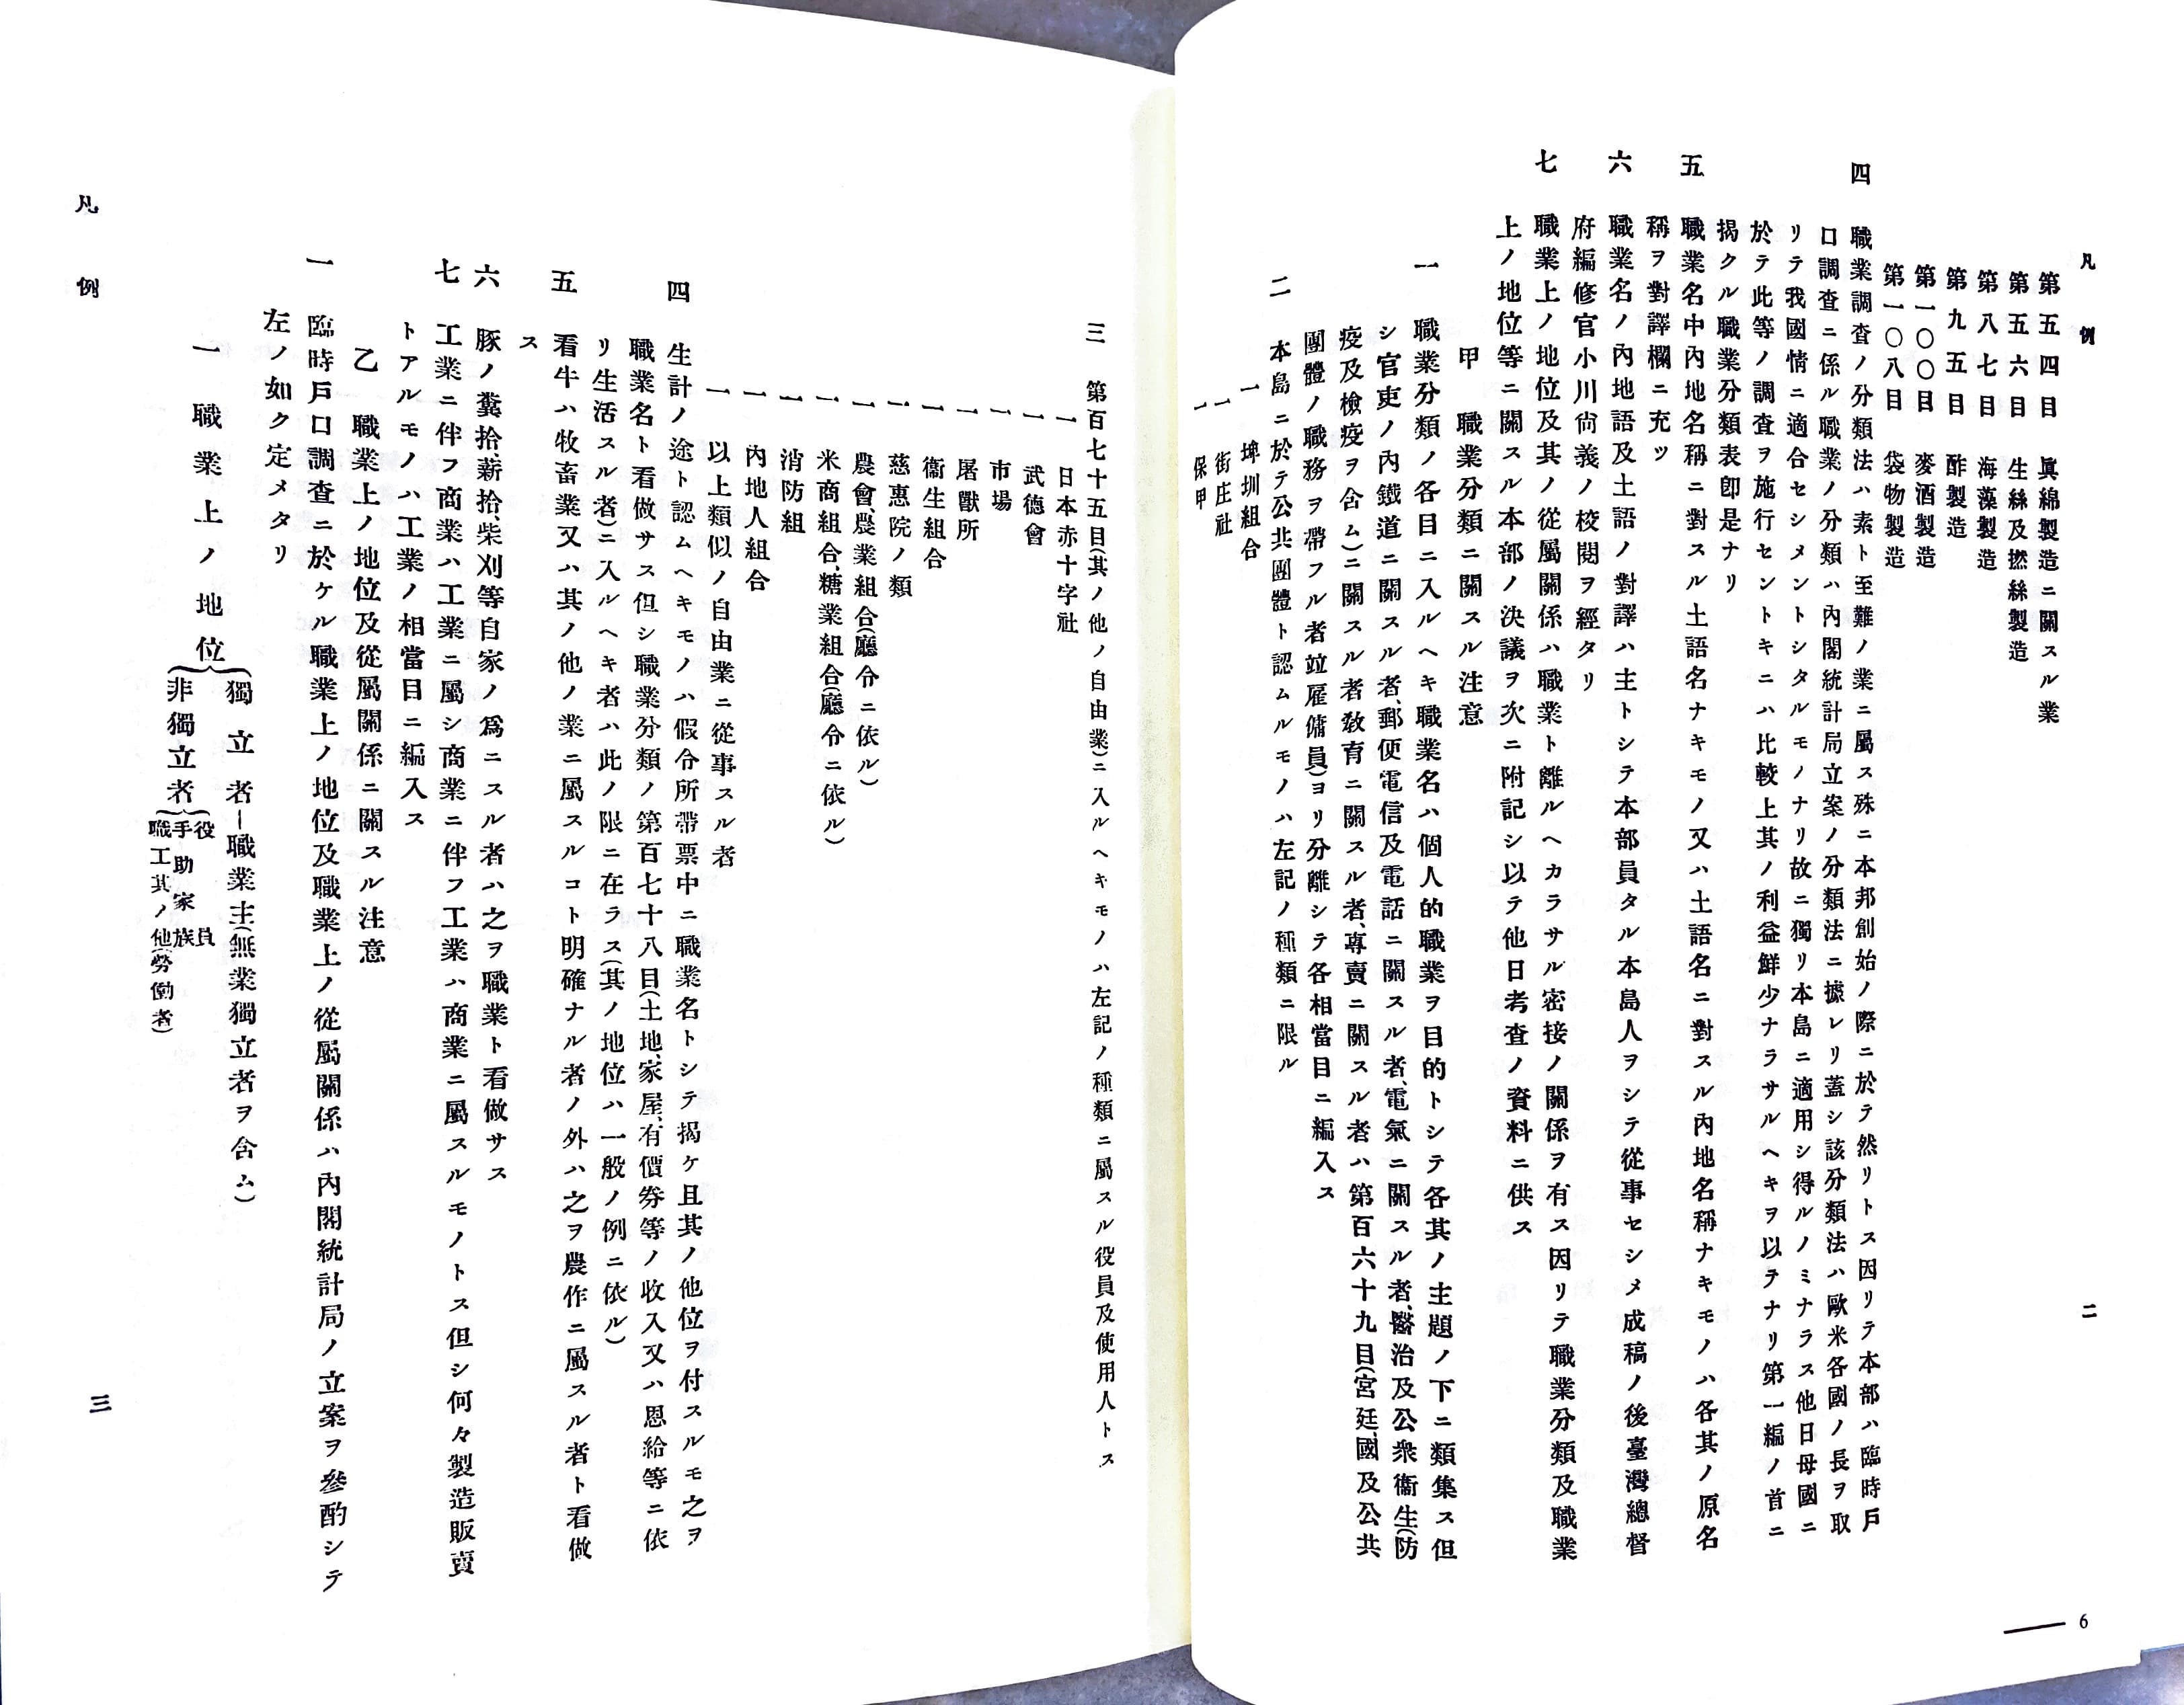 凡例
二
第五四目 眞綿製造ニ關スル業
第五六目 生絲及撚絲製造
第八七目 海藻製造
第九五目 酢製造
第一〇〇目 麥酒製造
第一〇八目 袋物製造
四 職業調査ノ分類法ハ素ト至難ノ業ニ屬ス殊ニ本邦創始ノ際ニ於テ然リトス因リテ本部ハ臨時戶
口調査ニ係ル職業ノ分類ハ內閣統計局立案ノ分類法ニ據レリ蓋シ該分類法ハ歐米各國ノ長ヲ取
リテ我國情ニ適合セシメントシタルモノナリ故ニ獨リ本島ニ適用シ得ルノミナラス他日母國ニ
於テ此等ノ調査ヲ施行セントキニハ比較上其ノ利益鮮少ナラサルヘキヲ以テナリ第一編ノ首ニ
揭クル職業分類表卽是ナリ
五 職業名中內地名稱ニ對スル土語名ナキモノ又ハ土語名ニ對スル內地名稱ナキモノハ各其ノ原名
稱ヲ對譯欄ニ充ツ
六 職業名ノ內地語及土語ノ對譯ハ主トシテ本部員タル本島人ヲシテ從事セシメ成稿ノ後臺灣總督
府編修官小川尙義ノ校閱ヲ經タリ
七 職業上ノ地位及其ノ從屬關係ハ職業ト離ルヘカラサル密接ノ關係ヲ有ス因リテ職業分類及職業
上ノ地位等ニ關スル本部ノ決議ヲ次ニ附記シ以テ他日考査ノ資料ニ供ス
甲 職業分類ニ關スル注意
一 職業分類ノ各目ニ入ルヘキ職業名ハ個人的職業ヲ目的トシテ各其ノ主題ノ下ニ類集ス但
シ官吏ノ內鐵道ニ關スル者、郵便電信及電話ニ關スル者、電氣ニ關スル者、醫治及公衆衞生(防
疫及檢疫ヲ含ム)ニ關スル者敎育ニ關スル者、專賣ニ關スル者ハ第百六十九目(宮廷、國及公共
團體ノ職務ヲ帶フル者竝雇傭員)ヨリ分離シテ各相當目ニ編入ス
二 本島ニ於テ公共團體ト認ムルモノハ左記ノ種類ニ限ル
一 埤圳組合
一 街庄社
一 保甲
6
三 第百七十五目(其ノ他ノ自由業)ニ入ルヘキモノハ左記ノ種類ニ屬スル役員及使用人トス
一 日本赤十字社
一 武德會
一 市場
一 屠獸所
一 衞生組合
一 慈惠院ノ類
一 農會、農業組合(廳令ニ依ル)
一 米商組合、糖業組合(廳令ニ依ル)
一 消防組
一 內地人組合
一 以上類似ノ自由業ニ從事スル者
四 生計ノ途ト認ムヘキモノハ假令所帶票中ニ職業名トシテ揭ケ且其ノ他位ヲ付スルモ之ヲ
職業名ト看做サス但シ職業分類ノ第百七十八目(土地、家屋、有價券等ノ收入又ハ恩給等ニ依
リ生活スル者)ニ入ルヘキ者ハ此ノ限ニ在ラス(其ノ地位ハ一般ノ例ニ依ル)
五 看牛ハ牧畜業又ハ其ノ他ノ業ニ屬スルコト明確ナル者ノ外ハ之ヲ農作ニ屬スル者ト看做
ス
六 豚ノ糞拾、薪拾、柴刈等自家ノ爲ニスル者ハ之ヲ職業ト看做サス
七 工業ニ伴フ商業ハ工業ニ屬シ商業ニ伴フ工業ハ商業ニ屬スルモノトス但シ何々製造販賣
トアルモノハ工業ノ相當目ニ編入ス
乙 職業上ノ地位及從屬關係ニ關スル注意
一 臨時戶口調査ニ於ケル職業上ノ地位及職業上ノ從屬關係ハ內閣統計局ノ立案ヲ參酌シテ
左ノ如ク定メタリ
一 職業上ノ地位
獨立者―職業主(無業獨立者ヲ含ム)
非獨立者
役員
手助家族
職工其ノ他(勞働者)
凡例
三